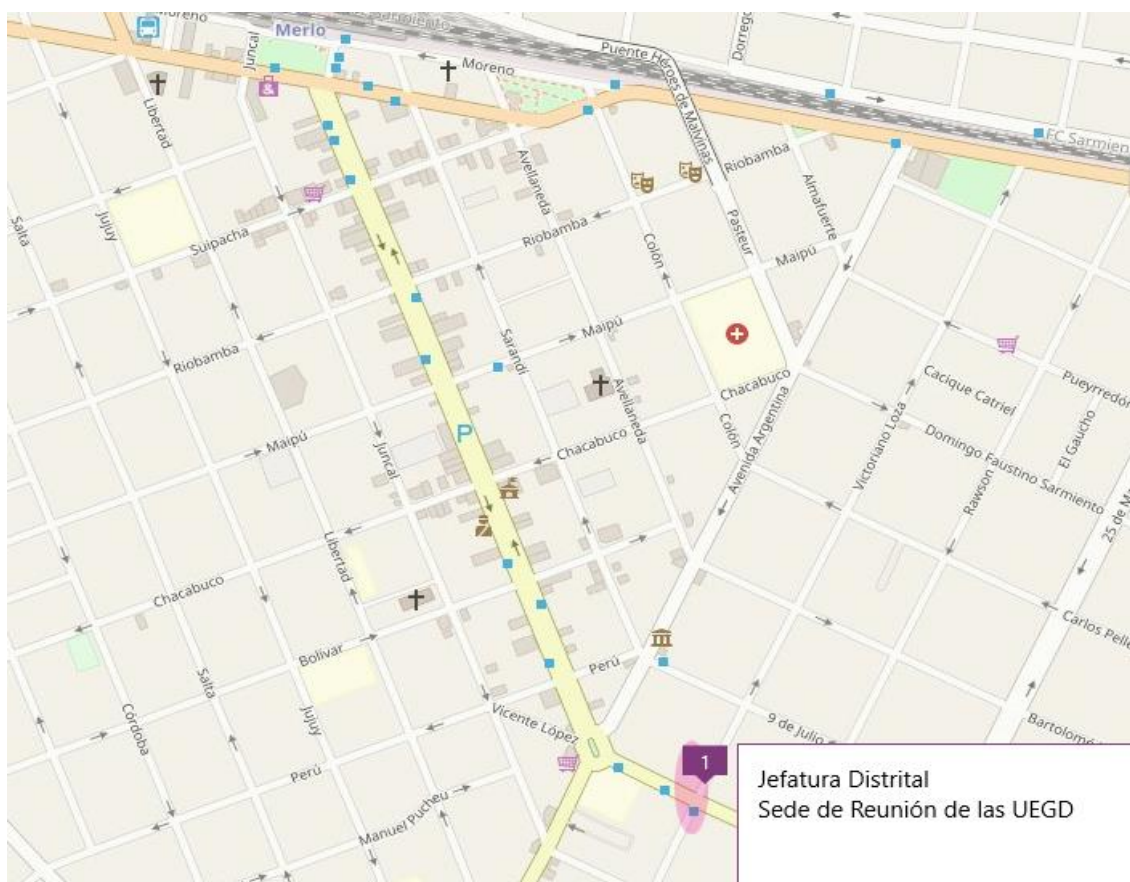 Moreno
Sarmiento
Merlo
Juncal
Moreno
Puente Héroes de Malvinas
Dorrego
FC Sarmien
Libertad
Avellaneda
Riobamba
Almafuerte
Salta
Jujuy
Suipacha
Riobamba
Colón
Pasteur
Maipú
Riobamba
Sarandí
Maipú
Avellaneda
Chacabuco
Cacique Catriel
Pueyrredón
P
Maipú
Juncal
Chacabuco
Colón
Avenida Argentina
Victoriano Loza
Domingo Faustino Sarmiento
El Gaucho
Rawson
25 de Ma
Libertad
Chacabuco
Bolívar
Perú
Carlos Pelle
Córdoba
Salta
Jujuy
Vicente López
9 de Julio
Bartolomé
Perú
Manuel Pucheu
1
Jefatura Distrital
Sede de Reunión de las UEGD